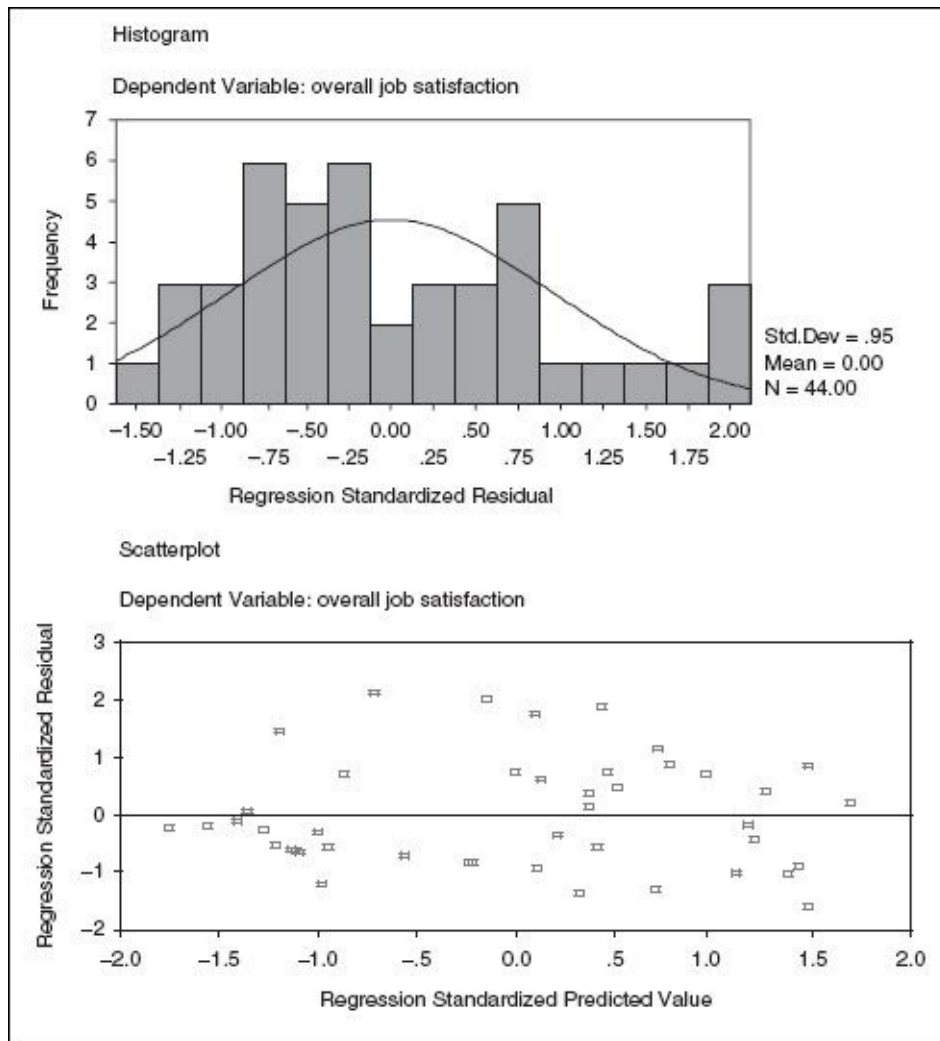 Histogram
Dependent Variable: overall job satisfaction
7
6
5
4
3
2
1
0
Frequency
Std.Dev = .95
Mean = 0.00
N = 44.00
−1.50 −1.00 −.50 0.00 .50 1.00 1.50 2.00
−1.25 −.75 −.25 .25 .75 1.25 1.75
Regression Standardized Residual
Scatterplot
Dependent Variable: overall job satisfaction
Regression Standardized Residual
3
2
1
0
−1
−2
−2.0 −1.5 −1.0 −.5 0.0 .5 1.0 1.5 2.0
Regression Standardized Predicted Value